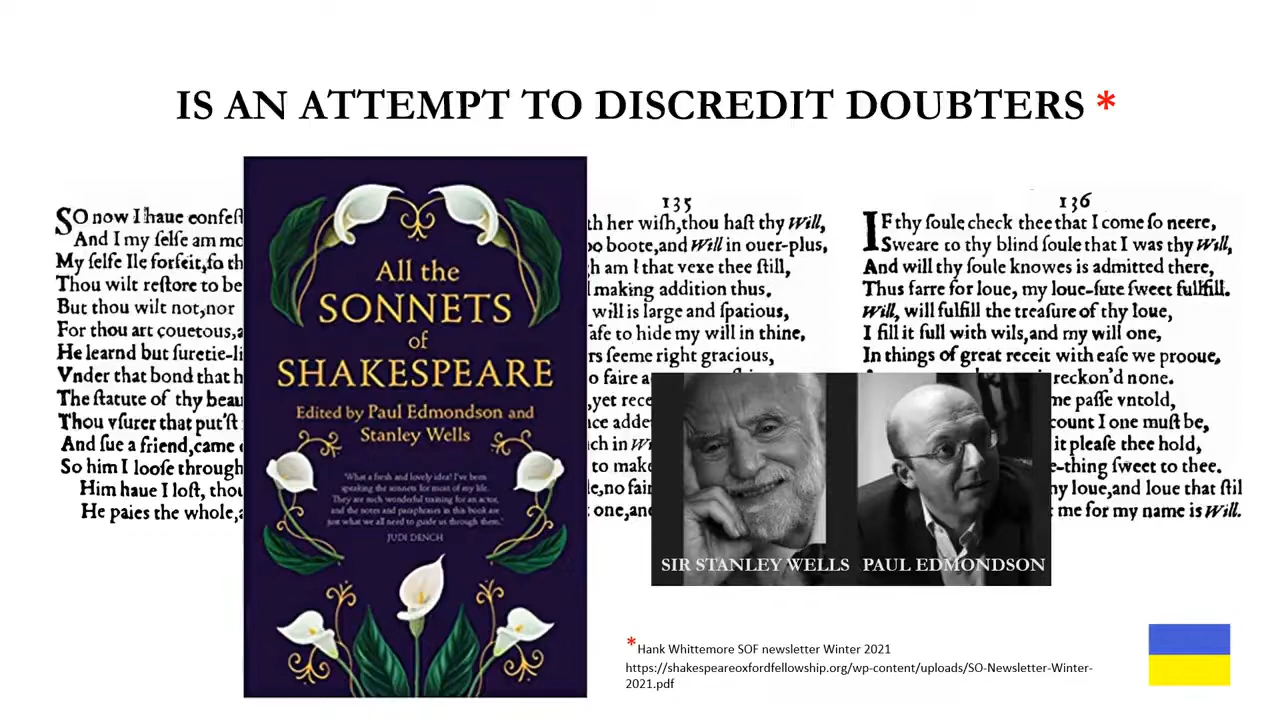 IS AN ATTEMPT TO DISCREDIT DOUBTERS *
SO now I haue confeſt
And I my ſelfe am mo
My ſelfe Ile forfeit,ſo th
Thou wilt reſtore to be
But thou wilt not,nor
For thou art couetous,a
He learnd but ſuretie-li
Vnder that bond that h
The ſtatute of thy beau
Thou vſurer that put'ſt
And ſue a friend,came
So him I looſe through
Him haue I loſt, thou
He paies the whole,a
All the
SONNETS
of
SHAKESPEARE
Edited by Paul Edmondson and
Stanley Wells
'What a fresh and lovely idea! I've been
speaking the sonnets for most of my life.
They are such wonderful training for an actor,
and the notes and paraphrases in this book are
just what we all need to guide us through them.'
JUDI DENCH
135
th her wiſh,thou haſt thy Will,
oo boote,and Will in ouer-plus,
h am I that vexe thee ſtill,
making addition thus.
will is large and ſpatious,
afe to hide my will in thine,
rs ſeeme right gracious,
o faire a
,yet rece
nce adde
ch in Wi
to make
le,no fair
one,and
136
IF thy ſoule check thee that I come ſo neere,
Sweare to thy blind ſoule that I was thy Will,
And will thy ſoule knowes is admitted there,
Thus farre for loue, my loue-ſute ſweet fullfill.
Will, will fulfill the treaſure of thy loue,
I fill it full with wils,and my will one,
In things of great receit with eaſe we prooue,
reckon'd none.
me paſſe vntold,
count I one muſt be,
it pleaſe thee hold,
e-thing ſweet to thee.
ny loue,and loue that ſtil
me for my name is Will.
SIR STANLEY WELLS
PAUL EDMONDSON
*Hank Whittemore SOF newsletter Winter 2021
https://shakespeareoxfordfellowship.org/wp-content/uploads/SO-Newsletter-Winter-
2021.pdf